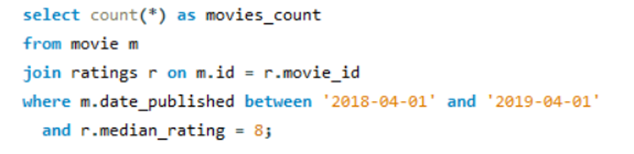 select count(*) as movies_count
from movie m
join ratings r on m.id = r.movie_id
where m.date_published between '2018-04-01' and '2019-04-01'
  and r.median_rating = 8;